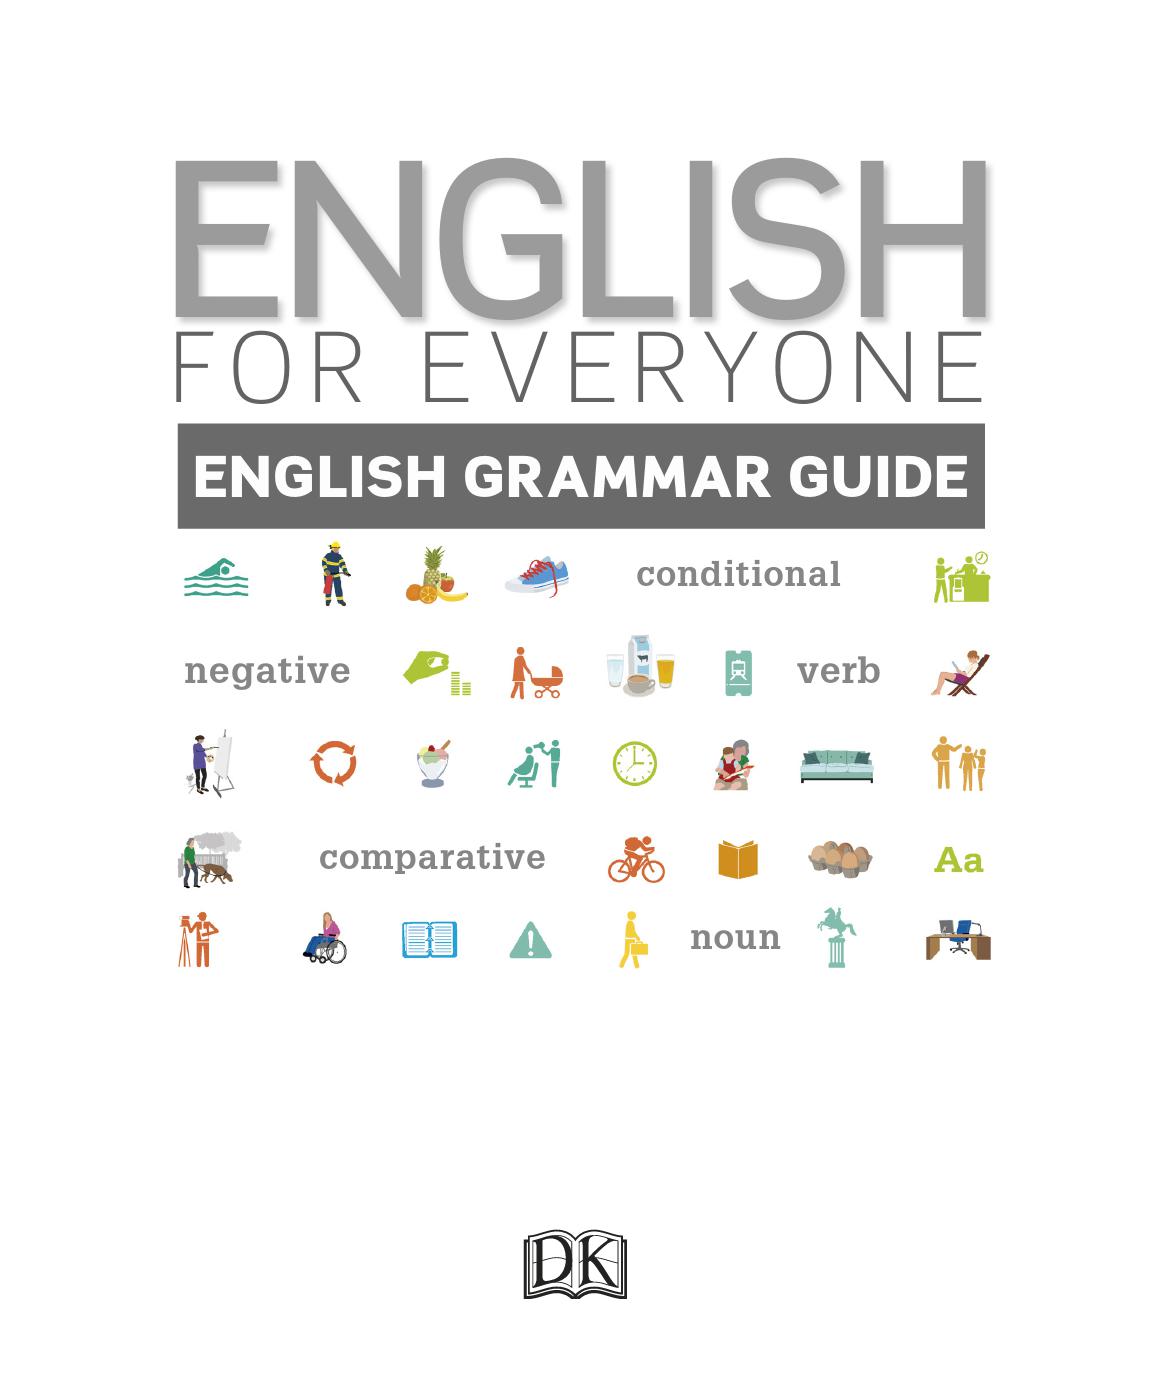 ENGLISH
FOR EVERYONE
ENGLISH GRAMMAR GUIDE
conditional
negative
verb
comparative
Aa
noun
DK